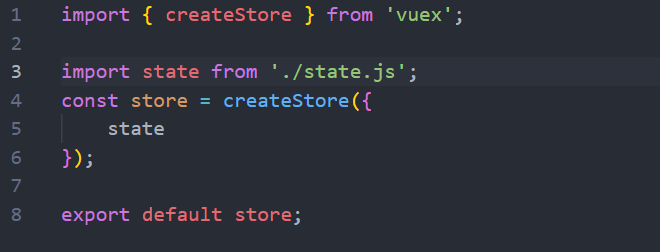 1 import { createStore } from 'vuex';
2
3 import state from './state.js';
4 const store = createStore({
5     state
6 });
7
8 export default store;